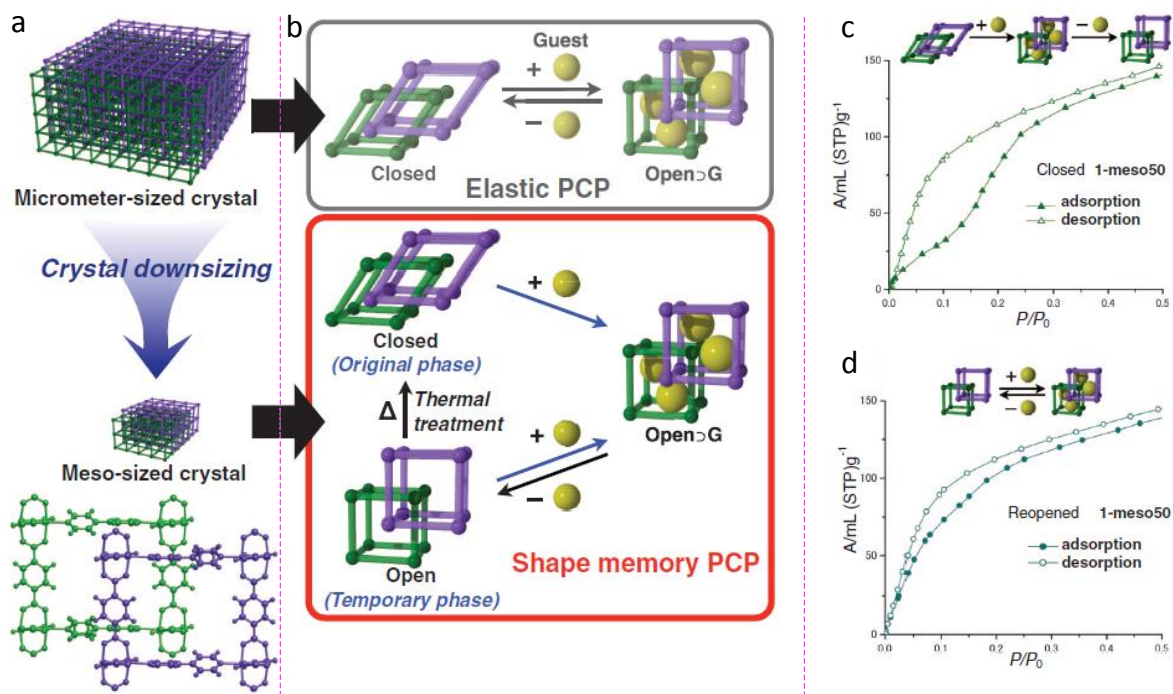 a
Micrometer-sized crystal
Crystal downsizing
Meso-sized crystal
b
Guest
+
−
Closed
Open⊃G
Elastic PCP
+
Closed
(Original phase)
Δ
Thermal
treatment
+
−
Open⊃G
Open
(Temporary phase)
Shape memory PCP
c
+
−
A/mL (STP)g⁻¹
150
100
50
0
Closed 1-meso50
adsorption
desorption
0.0 0.1 0.2 0.3 0.4 0.5
P/P₀
d
+
−
A/mL (STP)g⁻¹
150
100
50
0
Reopened 1-meso50
adsorption
desorption
0.0 0.1 0.2 0.3 0.4 0.5
P/P₀